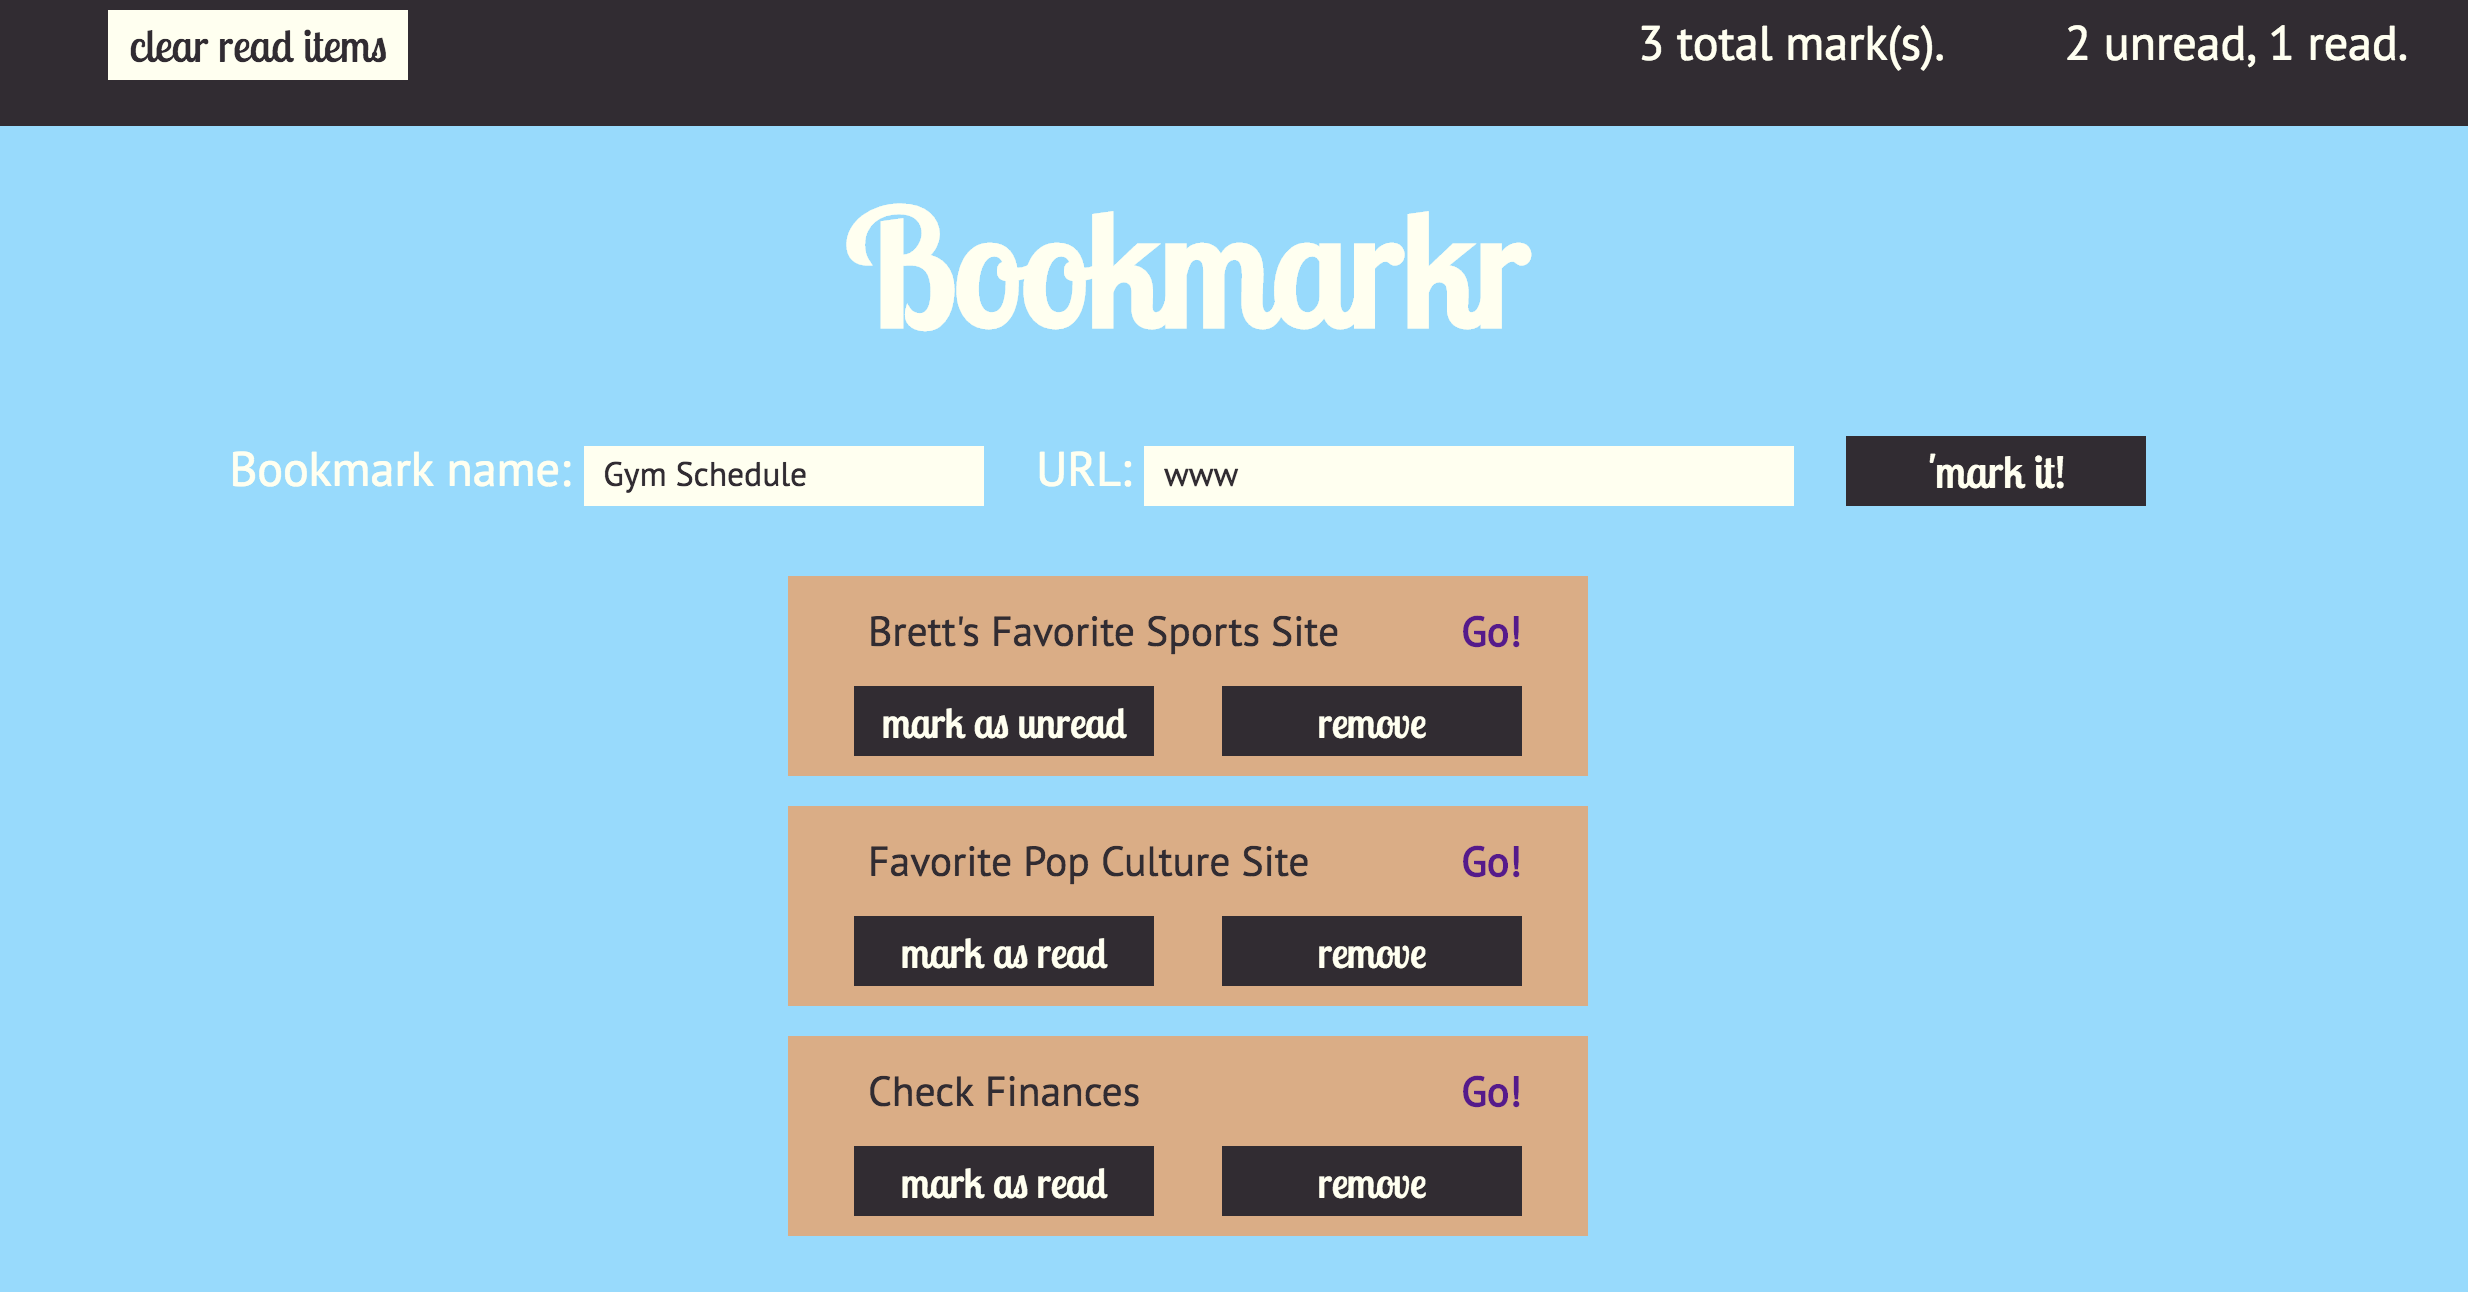 clear read items 3 total mark(s). 2 unread, 1 read.
Bookmarkr
Bookmark name: Gym Schedule URL: www 'mark it!
Brett's Favorite Sports Site Go!
mark as unread remove
Favorite Pop Culture Site Go!
mark as read remove
Check Finances Go!
mark as read remove